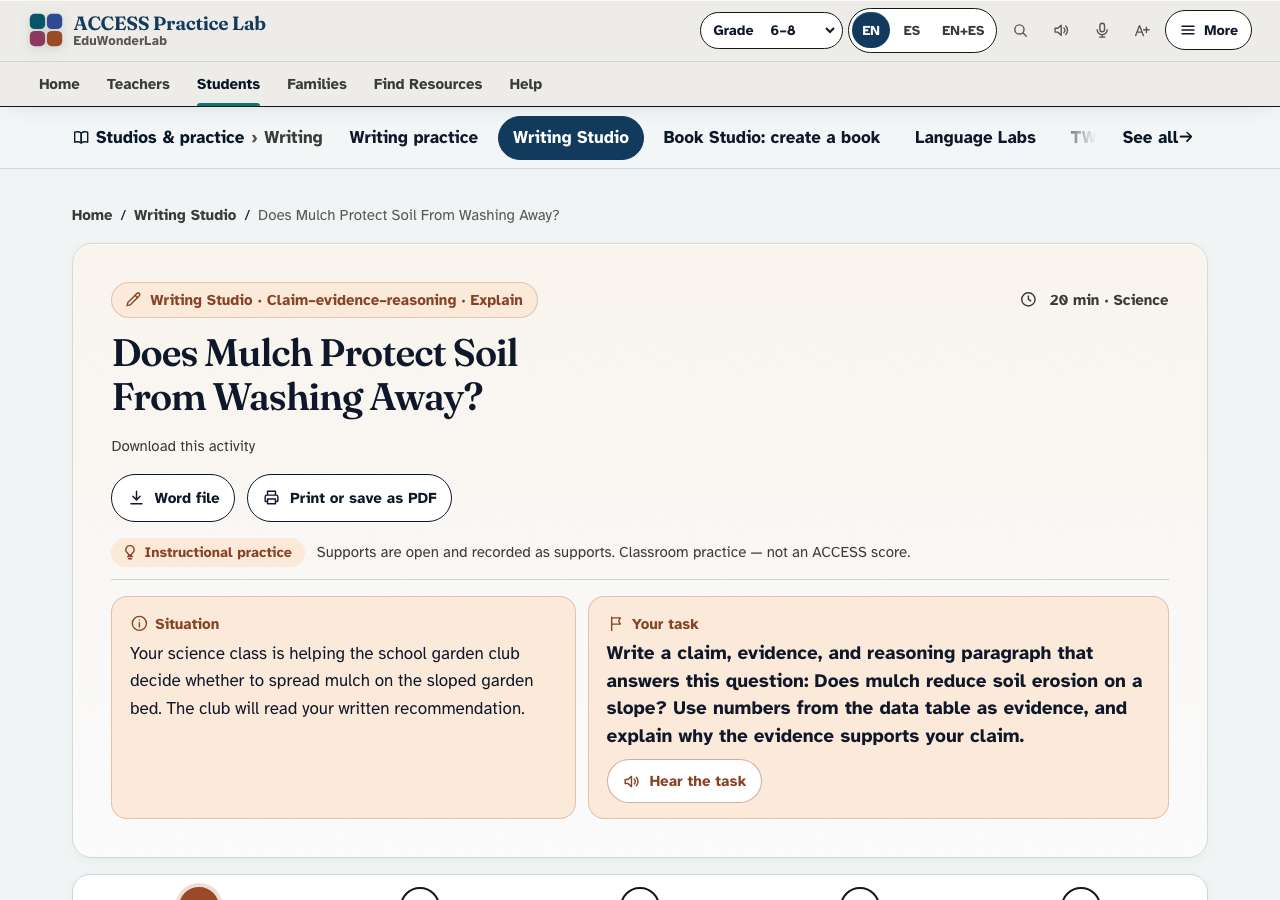 ACCESS Practice Lab
EduWonderLab
Grade 6–8
EN ES EN+ES
A+
More
Home Teachers Students Families Find Resources Help
Studios & practice › Writing Writing practice Writing Studio Book Studio: create a book Language Labs TW See all→
Home / Writing Studio / Does Mulch Protect Soil From Washing Away?
Writing Studio · Claim–evidence–reasoning · Explain
20 min · Science
Does Mulch Protect Soil
From Washing Away?
Download this activity
Word file Print or save as PDF
Instructional practice Supports are open and recorded as supports. Classroom practice — not an ACCESS score.
Situation
Your science class is helping the school garden club
decide whether to spread mulch on the sloped garden
bed. The club will read your written recommendation.
Your task
Write a claim, evidence, and reasoning paragraph that
answers this question: Does mulch reduce soil erosion on a
slope? Use numbers from the data table as evidence, and
explain why the evidence supports your claim.
Hear the task